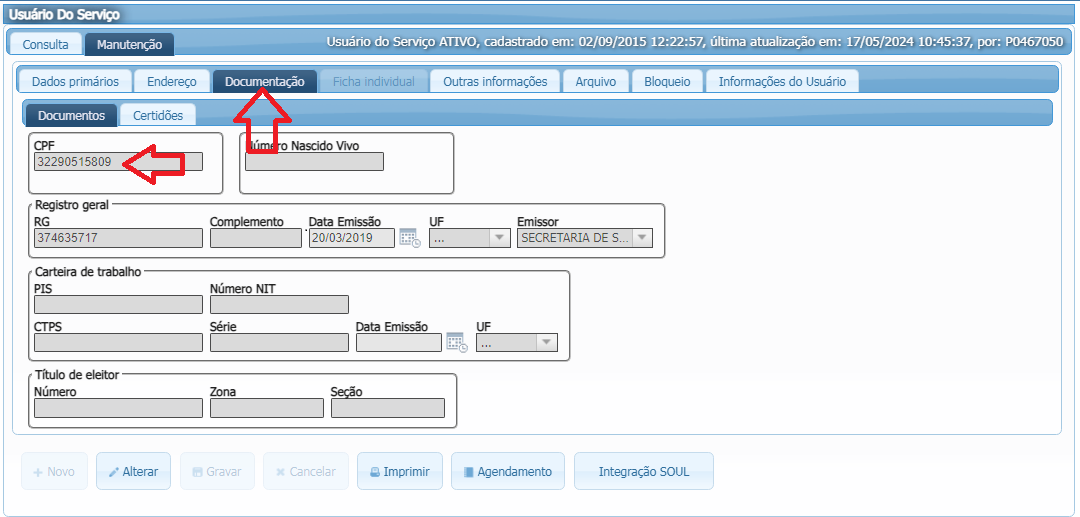 Usuário Do Serviço
Consulta Manutenção Usuário do Serviço ATIVO, cadastrado em: 02/09/2015 12:22:57, última atualização em: 17/05/2024 10:45:37, por: P0467050
Dados primários Endereço Documentação Ficha individual Outras informações Arquivo Bloqueio Informações do Usuário
Documentos Certidões
CPF Número Nascido Vivo
32290515809
Registro geral
RG Complemento Data Emissão UF Emissor
374635717 20/03/2019 ... SECRETARIA DE S...
Carteira de trabalho
PIS Número NIT
CTPS Série Data Emissão UF
...
Título de eleitor
Número Zona Seção
Novo Alterar Gravar Cancelar Imprimir Agendamento Integração SOUL